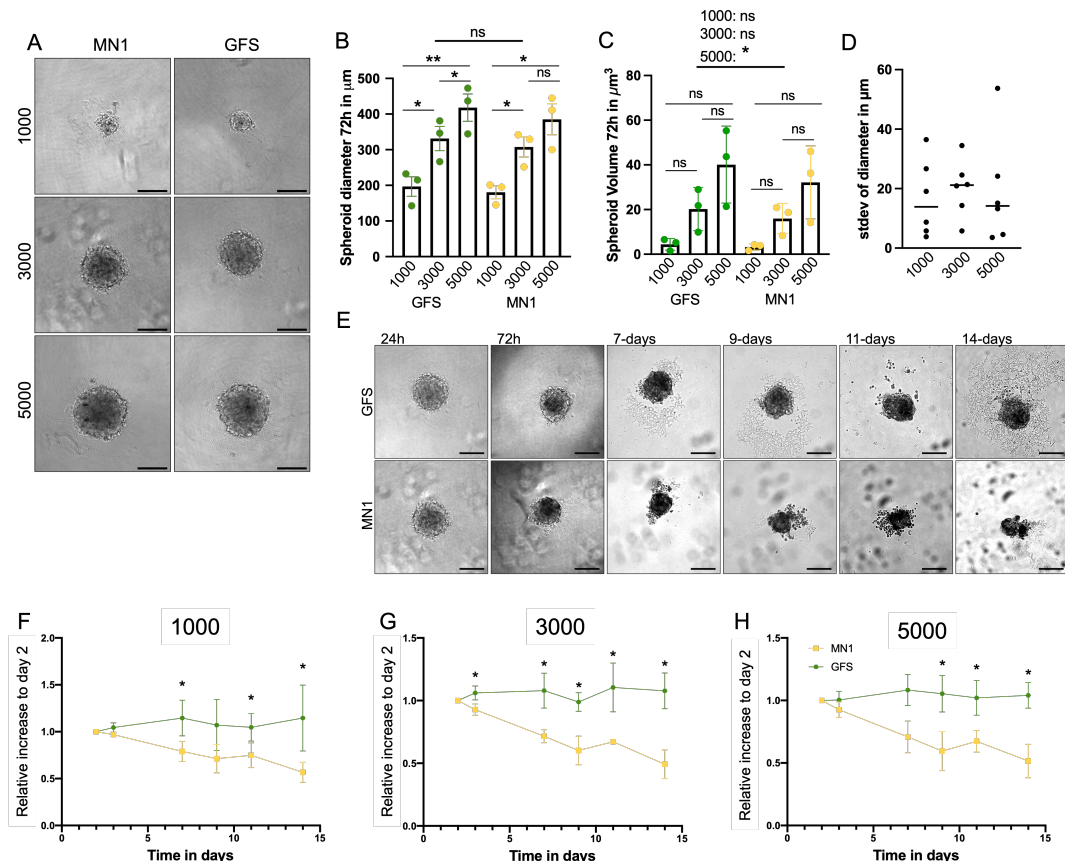 A
MN1
GFS
1000
3000
5000
B
ns
**
*
*
ns
*
*
Spheroid diameter 72h in μm
500
400
300
200
100
0
1000
3000
5000
1000
3000
5000
GFS
MN1
C
1000: ns
3000: ns
5000: *
ns
ns
ns
ns
ns
ns
Spheroid Volume 72h in μm³
80
60
40
20
0
1000
3000
5000
1000
3000
5000
GFS
MN1
D
stdev of diameter in μm
60
40
20
0
1000
3000
5000
E
24h
72h
7-days
9-days
11-days
14-days
GFS
MN1
F
1000
Relative increase to day 2
2.0
1.5
1.0
0.5
0.0
* * *
0
5
10
15
Time in days
G
3000
Relative increase to day 2
1.5
1.0
0.5
0.0
* * * * *
0
5
10
15
Time in days
H
5000
MN1
GFS
Relative increase to day 2
1.5
1.0
0.5
0.0
* * *
0
5
10
15
Time in days